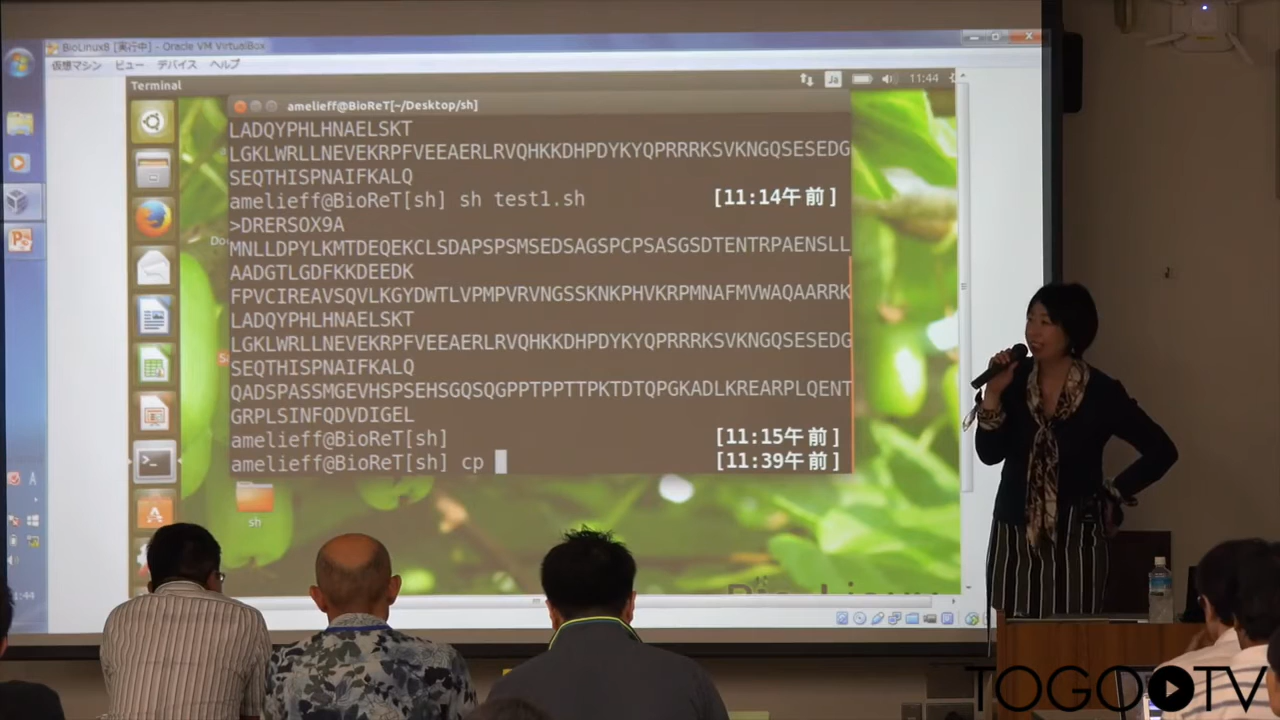 BioLinux8 [実行中] - Oracle VM VirtualBox
仮想マシン ビュー デバイス ヘルプ
Terminal
Ja
11:44
amelieff@BioReT[~/Desktop/sh]
LADQYPHLHNAELSKT
LGKLWRLLNEVEKRPFVEEAERLRVQHKKDHPDYKYQPRRRKSVKNGQSESEDG
SEQTHISPNAIFKALQ
amelieff@BioReT[sh] sh test1.sh [11:14午前]
>DRERSOX9A
MNLLDPYLKMTDEQEKCLSDAPSPSMSEDSAGSPCPSASGSDTENTRPAENSLL
AADGTLGDFKKDEEDK
FPVCIREAVSQVLKGYDWTLVPMPVRVNGSSKNKPHVKRPMNAFMVWAQAARRK
LADQYPHLHNAELSKT
LGKLWRLLNEVEKRPFVEEAERLRVQHKKDHPDYKYQPRRRKSVKNGQSESEDG
SEQTHISPNAIFKALQ
QADSPASSMGEVHSPSEHSGQSQGPPTPPTTPKTDTQPGKADLKREARPLQENT
GRPLSINFQDVDIGEL
amelieff@BioReT[sh] [11:15午前]
amelieff@BioReT[sh] cp [11:39午前]
sh
TOGOTV